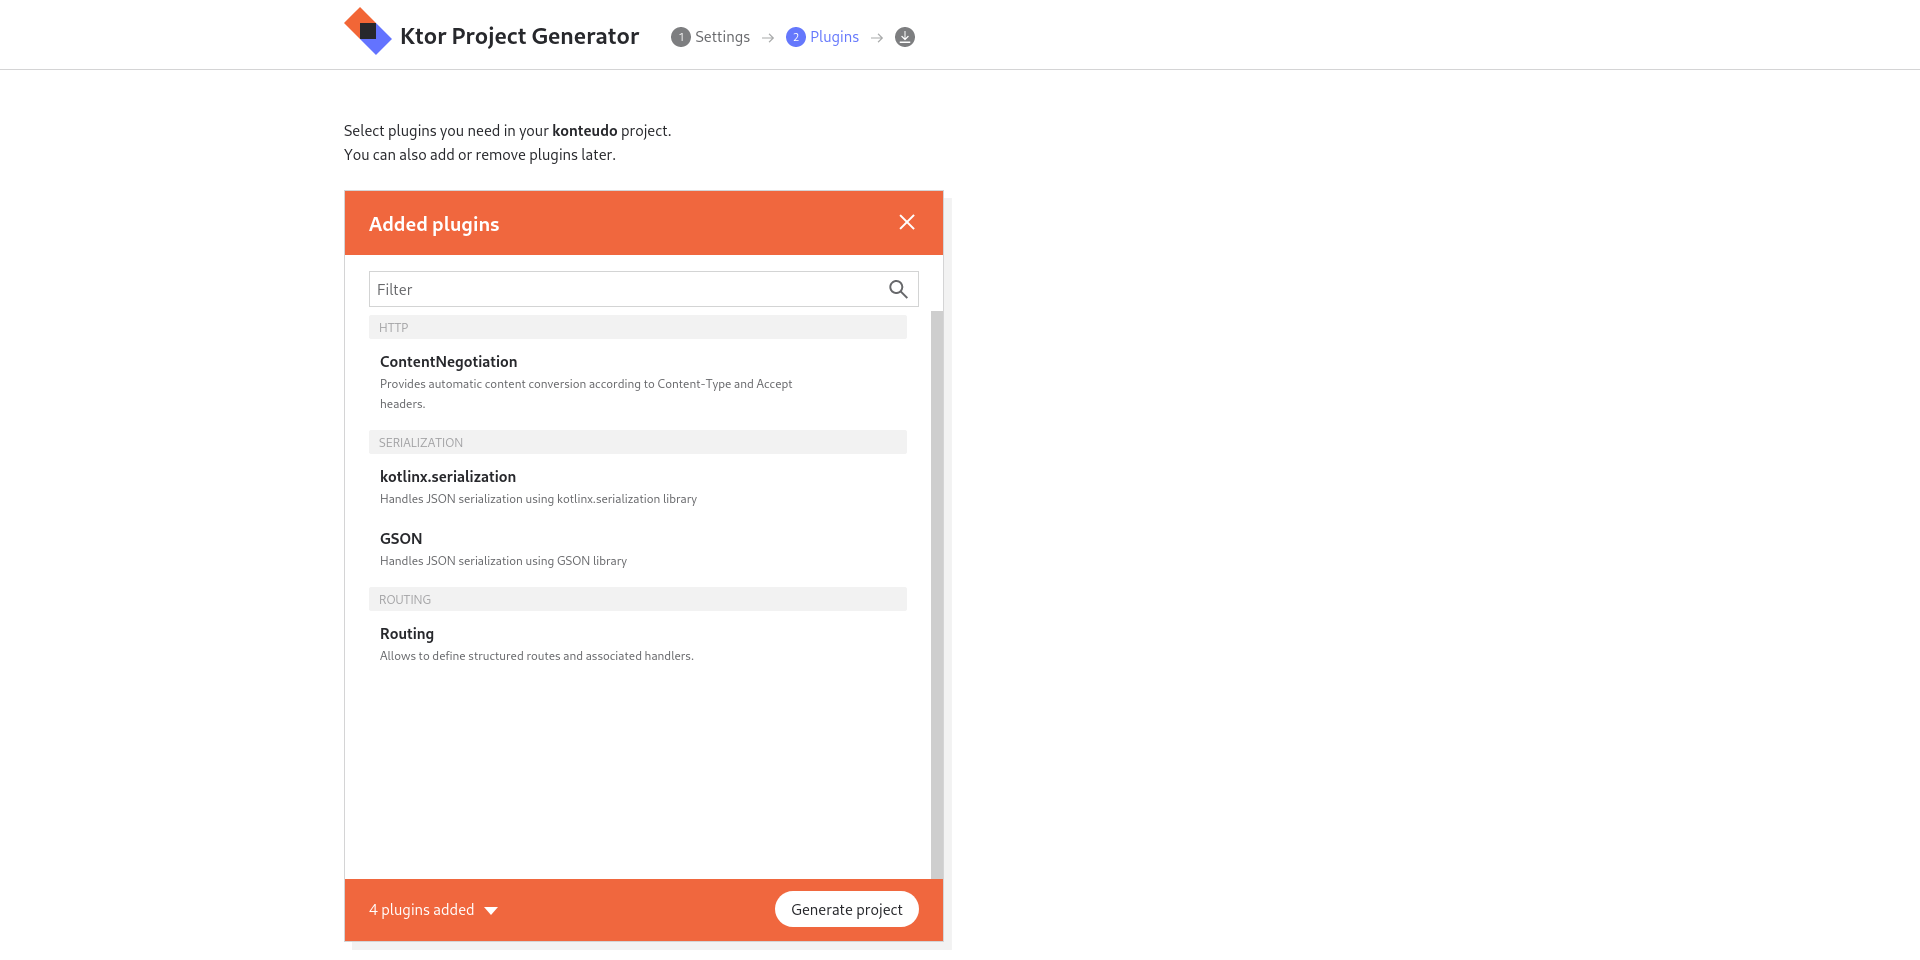 Ktor Project Generator
1 Settings → 2 Plugins →
Select plugins you need in your konteudo project.
You can also add or remove plugins later.
Added plugins
Filter
HTTP
ContentNegotiation
Provides automatic content conversion according to Content-Type and Accept
headers.
SERIALIZATION
kotlinx.serialization
Handles JSON serialization using kotlinx.serialization library
GSON
Handles JSON serialization using GSON library
ROUTING
Routing
Allows to define structured routes and associated handlers.
4 plugins added
Generate project